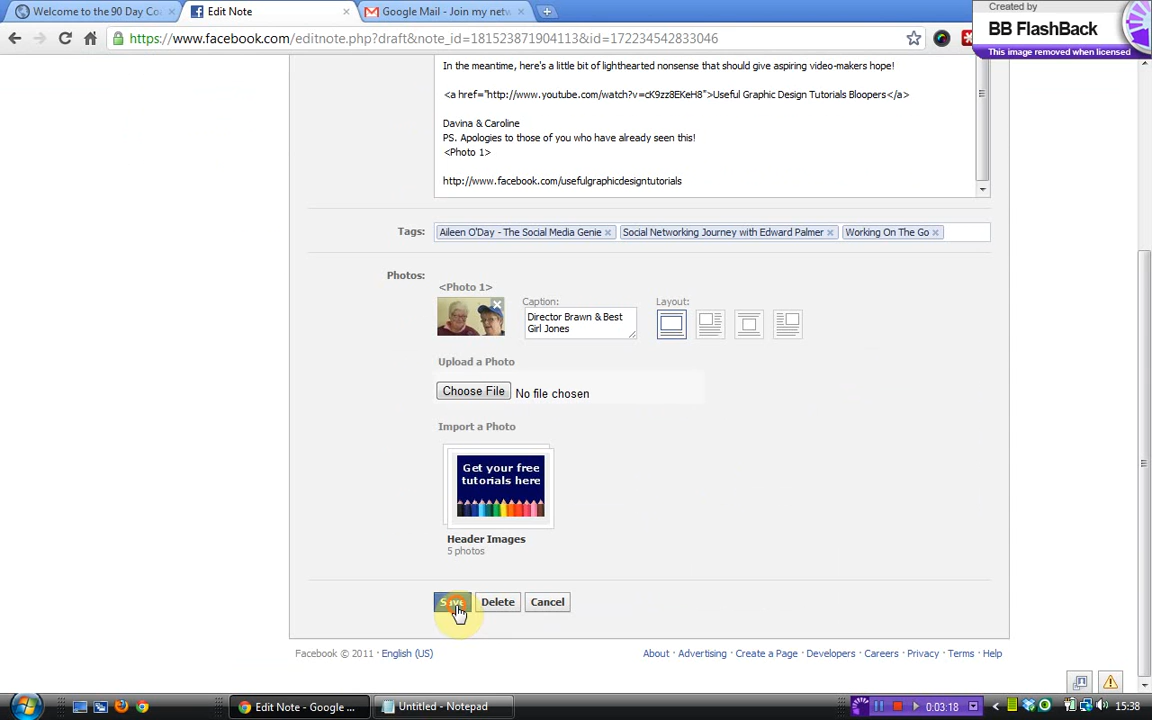 Created by
BB FlashBack
This image removed when licensed
Welcome to the 90 Day Co
Edit Note
Google Mail - Join my netw
https://www.facebook.com/editnote.php?draft&note_id=181523871904113&id=172234542833046
In the meantime, here's a little bit of lighthearted nonsense that should give aspiring video-makers hope!
<a href="http://www.youtube.com/watch?v=cK9zz8EKeH8">Useful Graphic Design Tutorials Bloopers</a>
Davina & Caroline
PS. Apologies to those of you who have already seen this!
<Photo 1>
http://www.facebook.com/usefulgraphicdesigntutorials
Tags: Aileen O'Day - The Social Media Genie Social Networking Journey with Edward Palmer Working On The Go
Photos:
<Photo 1>
Caption:
Layout:
Director Brawn & Best
Girl Jones
Upload a Photo
Choose File No file chosen
Import a Photo
Get your free
tutorials here
Header Images
5 photos
Save Delete Cancel
Facebook © 2011 · English (US)
About · Advertising · Create a Page · Developers · Careers · Privacy · Terms · Help
Edit Note - Google ...
Untitled - Notepad
0:03:18
15:38